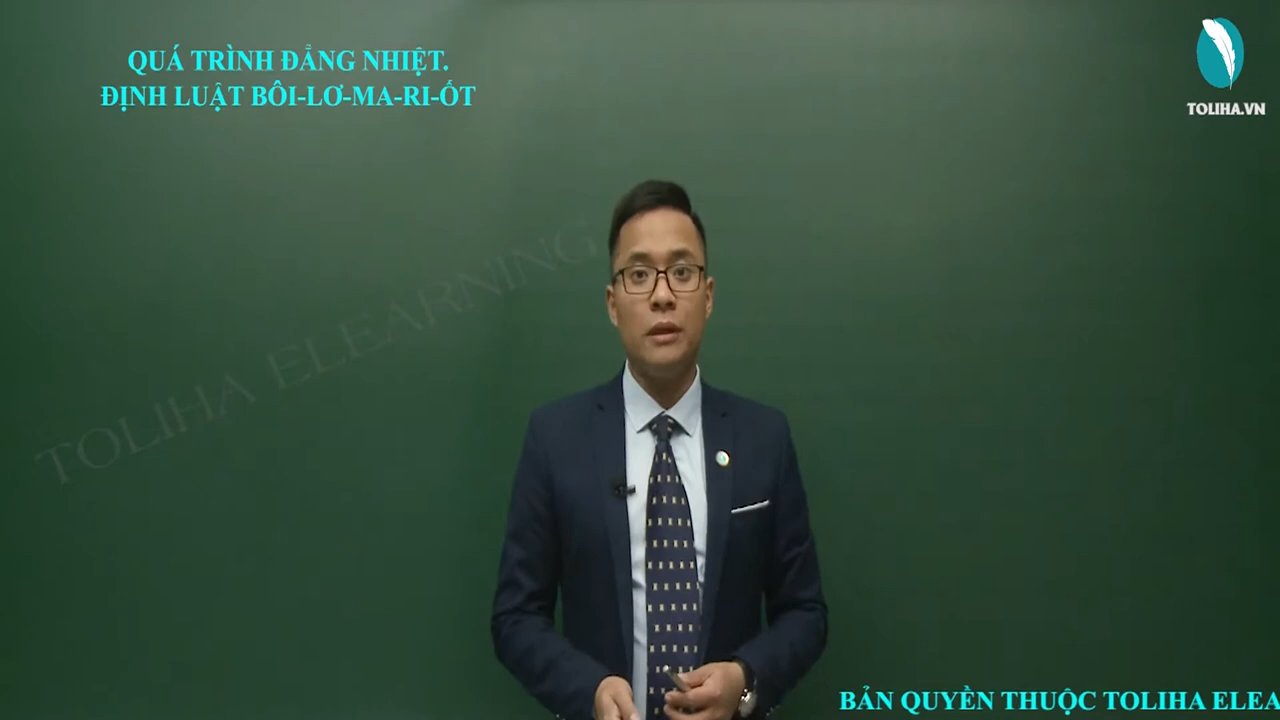 QUÁ TRÌNH ĐẲNG NHIỆT.
ĐỊNH LUẬT BÔI-LƠ-MA-RI-ỐT
TOLIHA.VN
TOLIHA ELEARNING
BẢN QUYỀN THUỘC TOLIHA ELEA